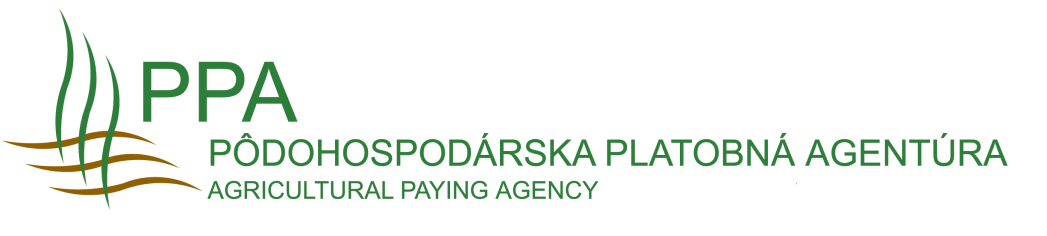 PPA
PÔDOHOSPODÁRSKA PLATOBNÁ AGENTÚRA
AGRICULTURAL PAYING AGENCY